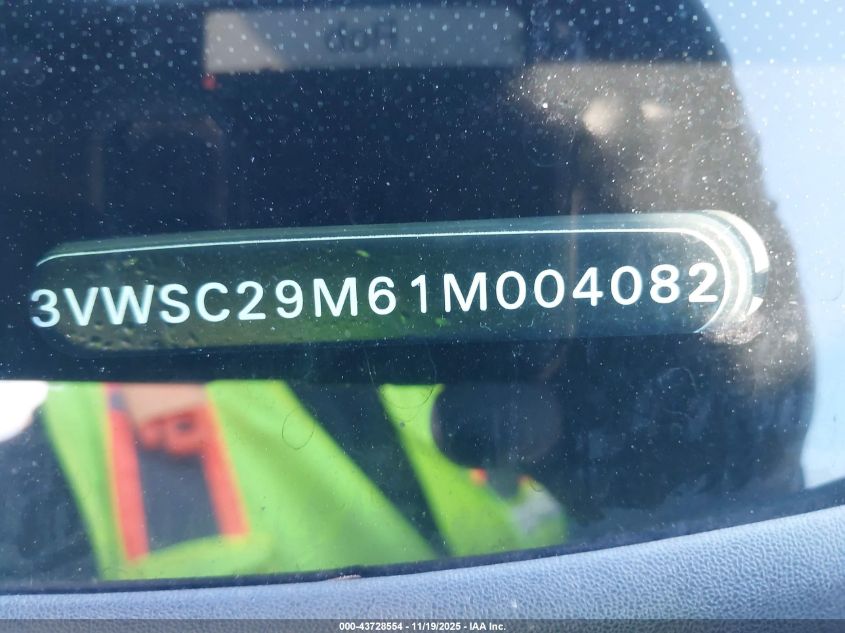 3VWSC29M61M004082
000-43728554 - 11/19/2025 - IAA Inc.